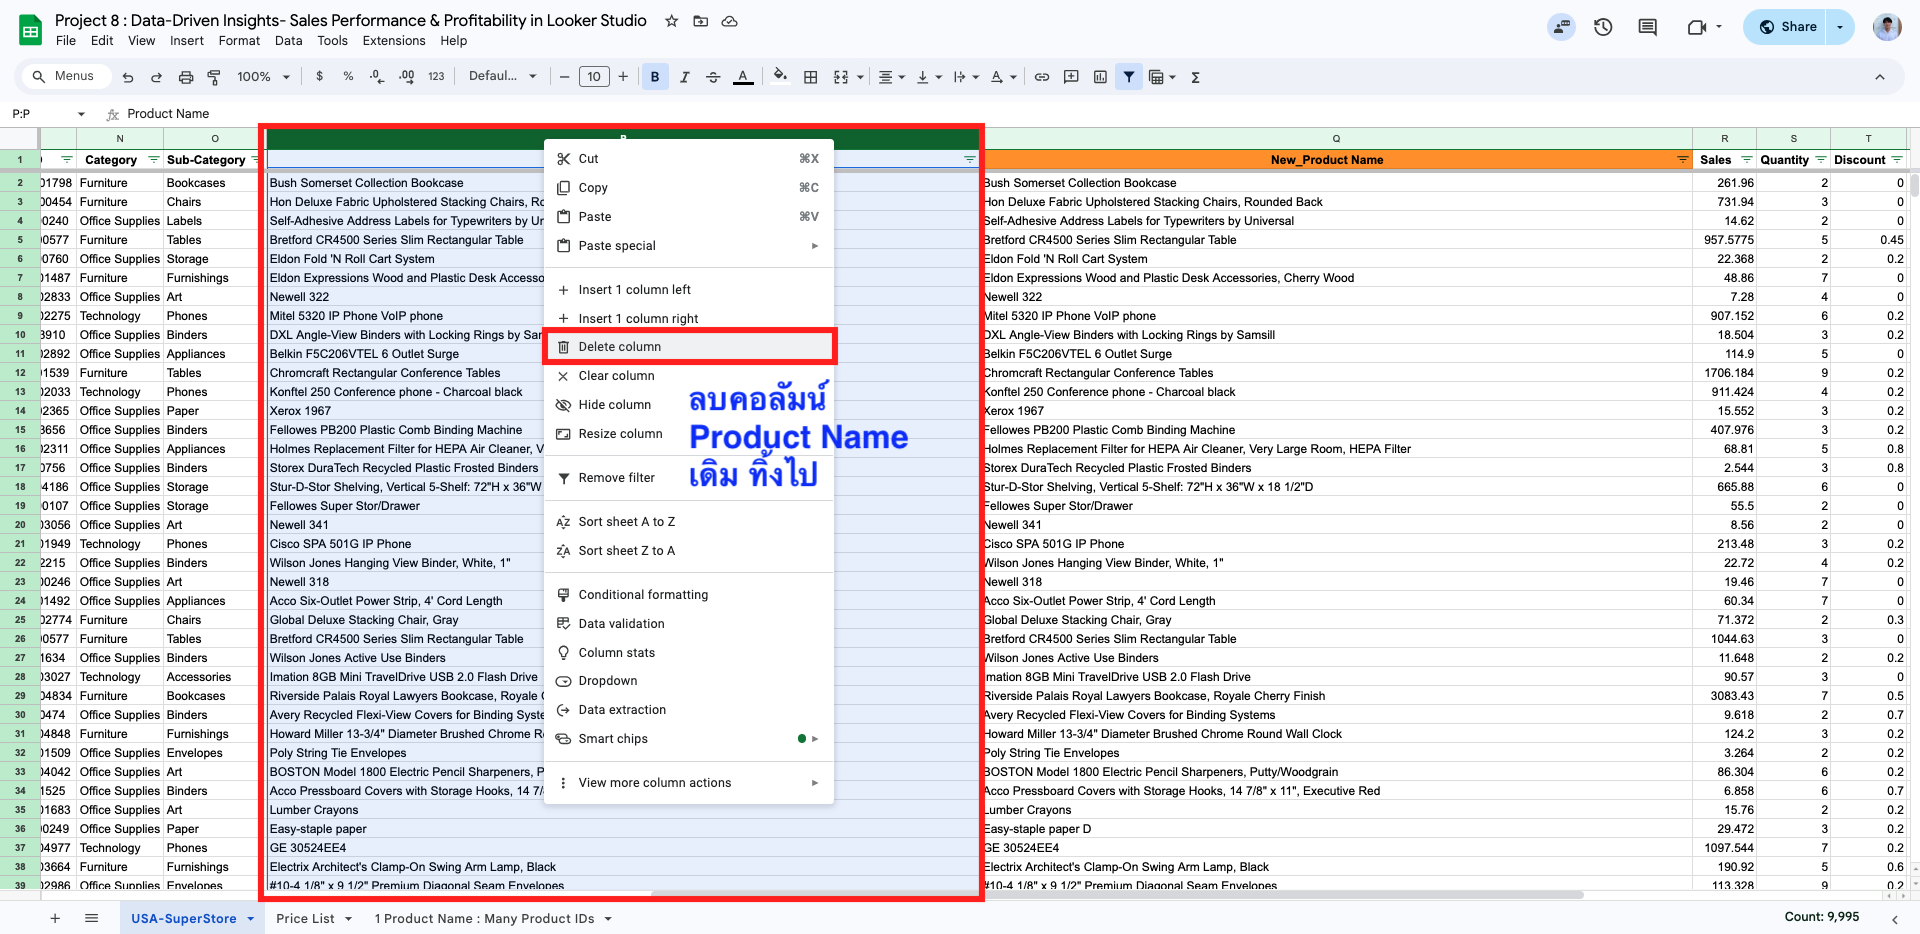 Project 8 : Data-Driven Insights- Sales Performance & Profitability in Looker Studio
File Edit View Insert Format Data Tools Extensions Help
Share
Menus 100% $ % .0 .00 123 Defaul... − 10 + B I S A Σ
P:P fx Product Name
N O Q R S T
1 Category Sub-Category New_Product Name Sales Quantity Discount
2 01798 Furniture Bookcases Bush Somerset Collection Bookcase Bush Somerset Collection Bookcase 261.96 2 0
3 00454 Furniture Chairs Hon Deluxe Fabric Upholstered Stacking Chairs, Hon Deluxe Fabric Upholstered Stacking Chairs, Rounded Back 731.94 3 0
4 00240 Office Supplies Labels Self-Adhesive Address Labels for Typewriters by Self-Adhesive Address Labels for Typewriters by Universal 14.62 2 0
5 00577 Furniture Tables Bretford CR4500 Series Slim Rectangular Table Bretford CR4500 Series Slim Rectangular Table 957.5775 5 0.45
6 00760 Office Supplies Storage Eldon Fold 'N Roll Cart System Eldon Fold 'N Roll Cart System 22.368 2 0.2
7 01487 Furniture Furnishings Eldon Expressions Wood and Plastic Desk Accesso Eldon Expressions Wood and Plastic Desk Accessories, Cherry Wood 48.86 7 0
8 02833 Office Supplies Art Newell 322 Newell 322 7.28 4 0
9 02275 Technology Phones Mitel 5320 IP Phone VoIP phone Mitel 5320 IP Phone VoIP phone 907.152 6 0.2
10 3910 Office Supplies Binders DXL Angle-View Binders with Locking Rings by Sar DXL Angle-View Binders with Locking Rings by Samsill 18.504 3 0.2
11 02892 Office Supplies Appliances Belkin F5C206VTEL 6 Outlet Surge Belkin F5C206VTEL 6 Outlet Surge 114.9 5 0
12 01539 Furniture Tables Chromcraft Rectangular Conference Tables Chromcraft Rectangular Conference Tables 1706.184 9 0.2
13 02033 Technology Phones Konftel 250 Conference phone - Charcoal black Konftel 250 Conference phone - Charcoal black 911.424 4 0.2
14 02365 Office Supplies Paper Xerox 1967 Xerox 1967 15.552 3 0.2
15 3656 Office Supplies Binders Fellowes PB200 Plastic Comb Binding Machine Fellowes PB200 Plastic Comb Binding Machine 407.976 3 0.2
16 02311 Office Supplies Appliances Holmes Replacement Filter for HEPA Air Cleaner, V Holmes Replacement Filter for HEPA Air Cleaner, Very Large Room, HEPA Filter 68.81 5 0.8
17 0756 Office Supplies Binders Storex DuraTech Recycled Plastic Frosted Binders Storex DuraTech Recycled Plastic Frosted Binders 2.544 3 0.8
18 04186 Office Supplies Storage Stur-D-Stor Shelving, Vertical 5-Shelf: 72"H x 36"W Stur-D-Stor Shelving, Vertical 5-Shelf: 72"H x 36"W x 18 1/2"D 665.88 6 0
19 00107 Office Supplies Storage Fellowes Super Stor/Drawer Fellowes Super Stor/Drawer 55.5 2 0
20 03056 Office Supplies Art Newell 341 Newell 341 8.56 2 0
21 01949 Technology Phones Cisco SPA 501G IP Phone Cisco SPA 501G IP Phone 213.48 3 0.2
22 2215 Office Supplies Binders Wilson Jones Hanging View Binder, White, 1" Wilson Jones Hanging View Binder, White, 1" 22.72 4 0.2
23 00246 Office Supplies Art Newell 318 Newell 318 19.46 7 0
24 01492 Office Supplies Appliances Acco Six-Outlet Power Strip, 4' Cord Length Acco Six-Outlet Power Strip, 4' Cord Length 60.34 7 0
25 02774 Furniture Chairs Global Deluxe Stacking Chair, Gray Global Deluxe Stacking Chair, Gray 71.372 2 0.3
26 00577 Furniture Tables Bretford CR4500 Series Slim Rectangular Table Bretford CR4500 Series Slim Rectangular Table 1044.63 3 0
27 1634 Office Supplies Binders Wilson Jones Active Use Binders Wilson Jones Active Use Binders 11.648 2 0.2
28 03027 Technology Accessories Imation 8GB Mini TravelDrive USB 2.0 Flash Drive Imation 8GB Mini TravelDrive USB 2.0 Flash Drive 90.57 3 0
29 04834 Furniture Bookcases Riverside Palais Royal Lawyers Bookcase, Royale Riverside Palais Royal Lawyers Bookcase, Royale Cherry Finish 3083.43 7 0.5
30 0474 Office Supplies Binders Avery Recycled Flexi-View Covers for Binding Syste Avery Recycled Flexi-View Covers for Binding Systems 9.618 2 0.7
31 04848 Furniture Furnishings Howard Miller 13-3/4" Diameter Brushed Chrome Howard Miller 13-3/4" Diameter Brushed Chrome Round Wall Clock 124.2 3 0.2
32 01509 Office Supplies Envelopes Poly String Tie Envelopes Poly String Tie Envelopes 3.264 2 0.2
33 04042 Office Supplies Art BOSTON Model 1800 Electric Pencil Sharpeners, P BOSTON Model 1800 Electric Pencil Sharpeners, Putty/Woodgrain 86.304 6 0.2
34 1525 Office Supplies Binders Acco Pressboard Covers with Storage Hooks, 14 7/8 Acco Pressboard Covers with Storage Hooks, 14 7/8" x 11", Executive Red 6.858 6 0.7
35 01683 Office Supplies Art Lumber Crayons Lumber Crayons 15.76 2 0.2
36 00249 Office Supplies Paper Easy-staple paper Easy-staple paper D 29.472 3 0.2
37 04977 Technology Phones GE 30524EE4 GE 30524EE4 1097.544 7 0.2
38 03664 Furniture Furnishings Electrix Architect's Clamp-On Swing Arm Lamp, Black Electrix Architect's Clamp-On Swing Arm Lamp, Black 190.92 5 0.6
39 02986 Office Supplies Envelopes #10-4 1/8" x 9 1/2" Premium Diagonal Seam Envelopes #10-4 1/8" x 9 1/2" Premium Diagonal Seam Envelopes 113.328 9 0.2
Cut ⌘X
Copy ⌘C
Paste ⌘V
Paste special
Insert 1 column left
Insert 1 column right
Delete column
Clear column
Hide column
Resize column
Remove filter
Sort sheet A to Z
Sort sheet Z to A
Conditional formatting
Data validation
Column stats
Dropdown
Data extraction
Smart chips
View more column actions
ลบคอลัมน์
Product Name
เดิม ทิ้งไป
USA-SuperStore Price List 1 Product Name : Many Product IDs Count: 9,995